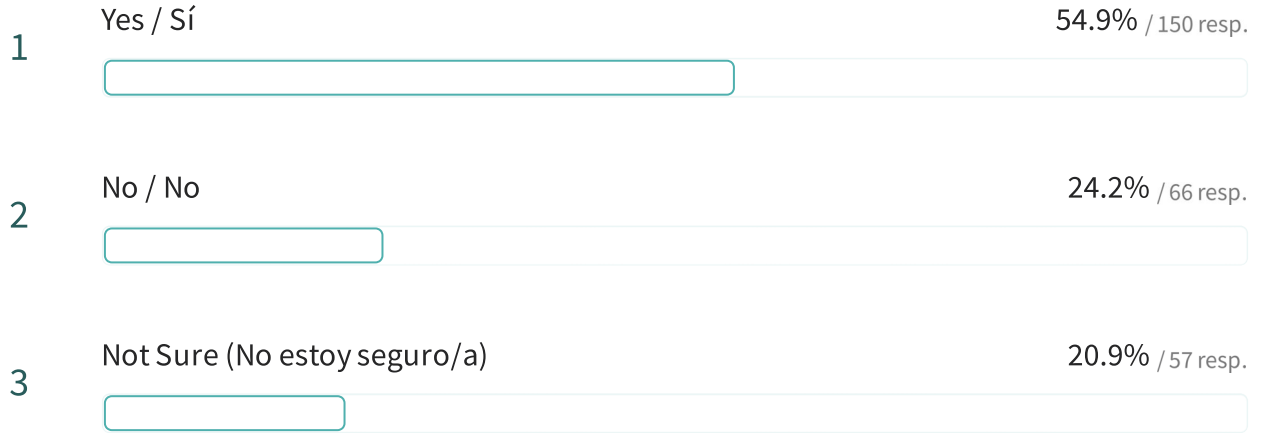 1
Yes / Sí
54.9% / 150 resp.
2
No / No
24.2% / 66 resp.
3
Not Sure (No estoy seguro/a)
20.9% / 57 resp.